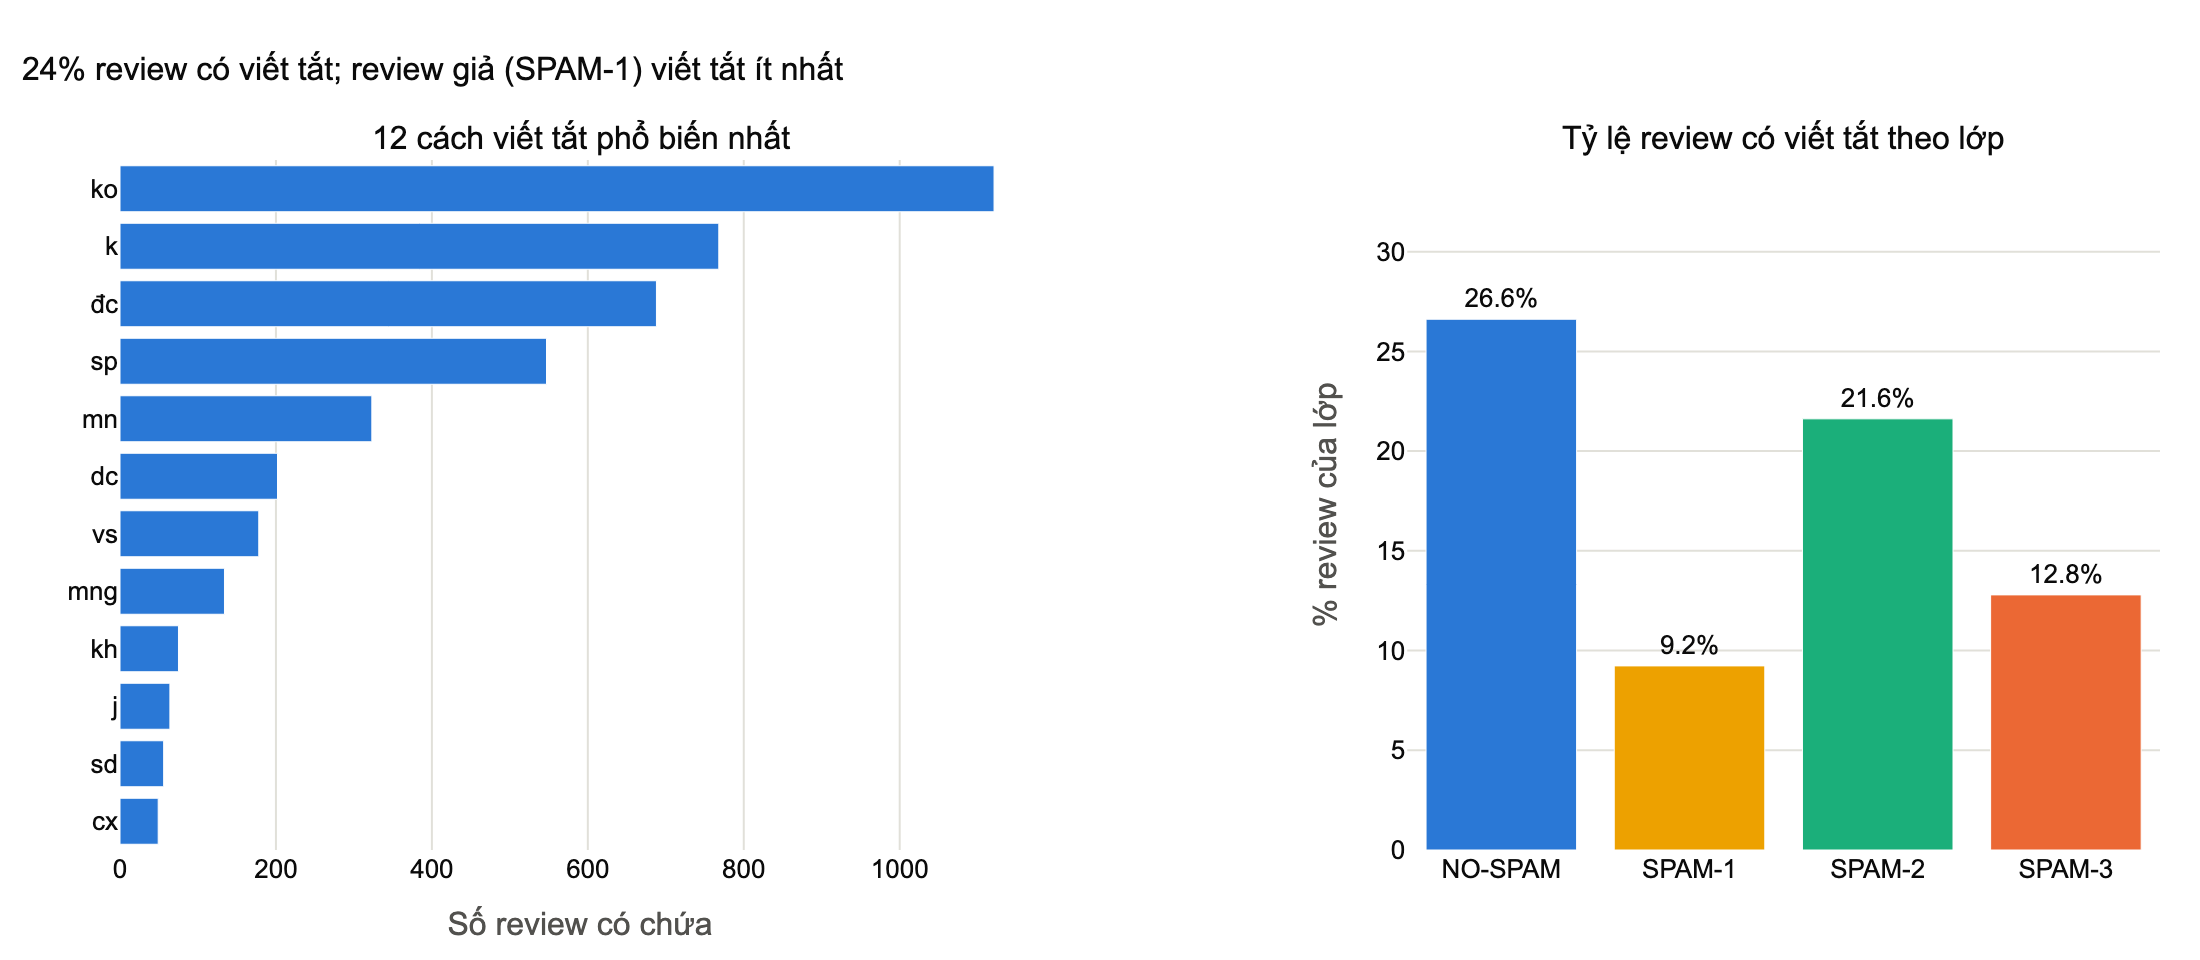 24% review có viết tắt; review giả (SPAM-1) viết tắt ít nhất
12 cách viết tắt phổ biến nhất
ko
k
đc
sp
mn
dc
vs
mng
kh
j
sd
cx
0 200 400 600 800 1000
Số review có chứa
Tỷ lệ review có viết tắt theo lớp
% review của lớp
30
25
20
15
10
5
0
26.6%
9.2%
21.6%
12.8%
NO-SPAM SPAM-1 SPAM-2 SPAM-3